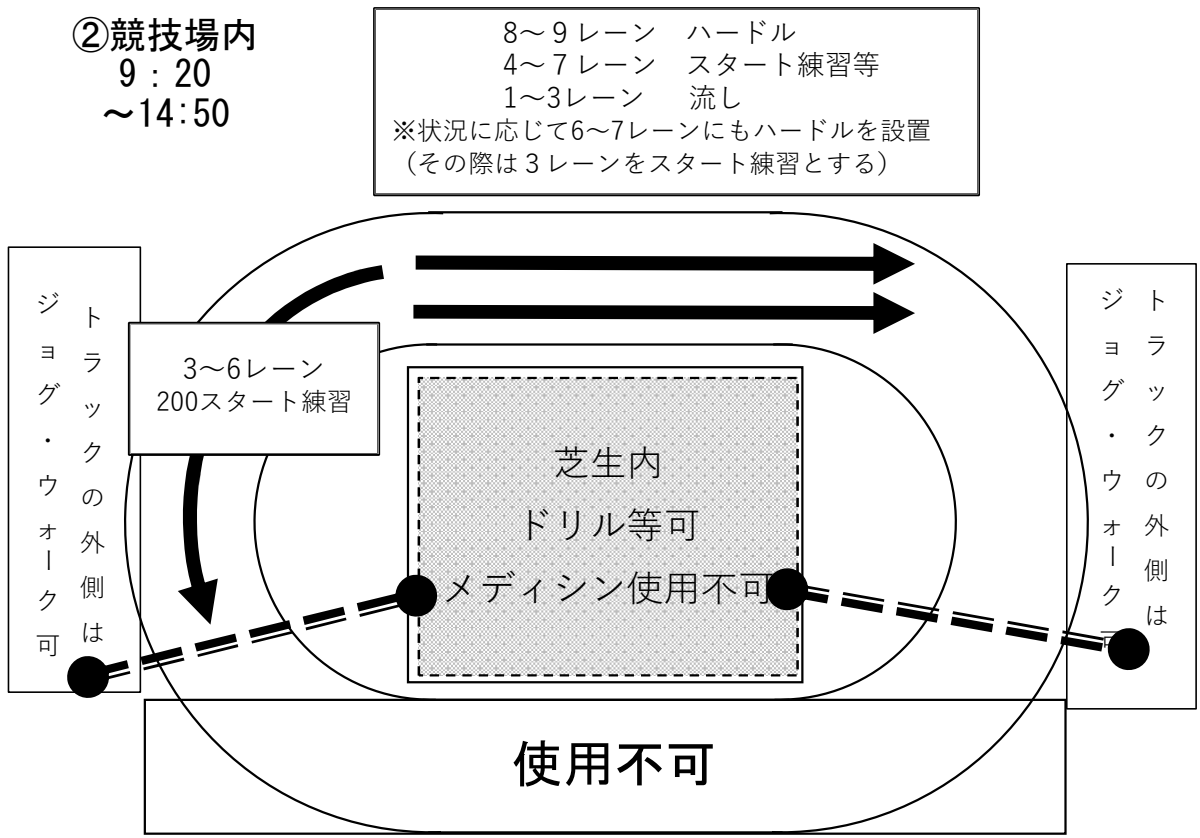 ②競技場内
9：20
～14:50
8～９レーン　ハードル
4～７レーン　スタート練習等
1～3レーン　流し
※状況に応じて6～7レーンにもハードルを設置
（その際は３レーンをスタート練習とする）
トラックの外側は
ジョグ・ウォーク可
3～6レーン
200スタート練習
芝生内
ドリル等可
メディシン使用不可
トラックの外側は
ジョグ・ウォーク可
使用不可